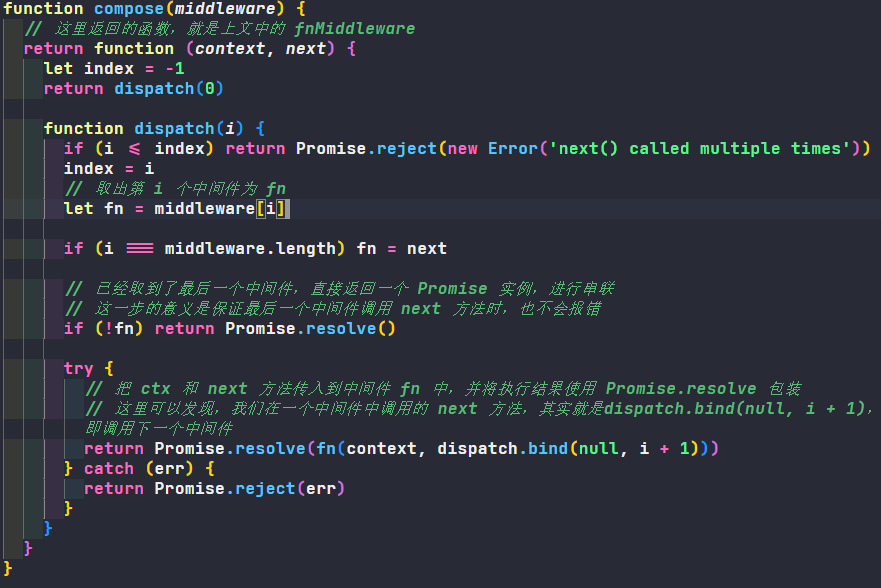 function compose(middleware) {
  // 这里返回的函数，就是上文中的 fnMiddleware
  return function (context, next) {
    let index = -1
    return dispatch(0)

    function dispatch(i) {
      if (i <= index) return Promise.reject(new Error('next() called multiple times'))
      index = i
      // 取出第 i 个中间件为 fn
      let fn = middleware[i]

      if (i === middleware.length) fn = next

      // 已经取到了最后一个中间件，直接返回一个 Promise 实例，进行串联
      // 这一步的意义是保证最后一个中间件调用 next 方法时，也不会报错
      if (!fn) return Promise.resolve()

      try {
        // 把 ctx 和 next 方法传入到中间件 fn 中，并将执行结果使用 Promise.resolve 包装
        // 这里可以发现，我们在一个中间件中调用的 next 方法，其实就是dispatch.bind(null, i + 1)，
        即调用下一个中间件
        return Promise.resolve(fn(context, dispatch.bind(null, i + 1)))
      } catch (err) {
        return Promise.reject(err)
      }
    }
  }
}